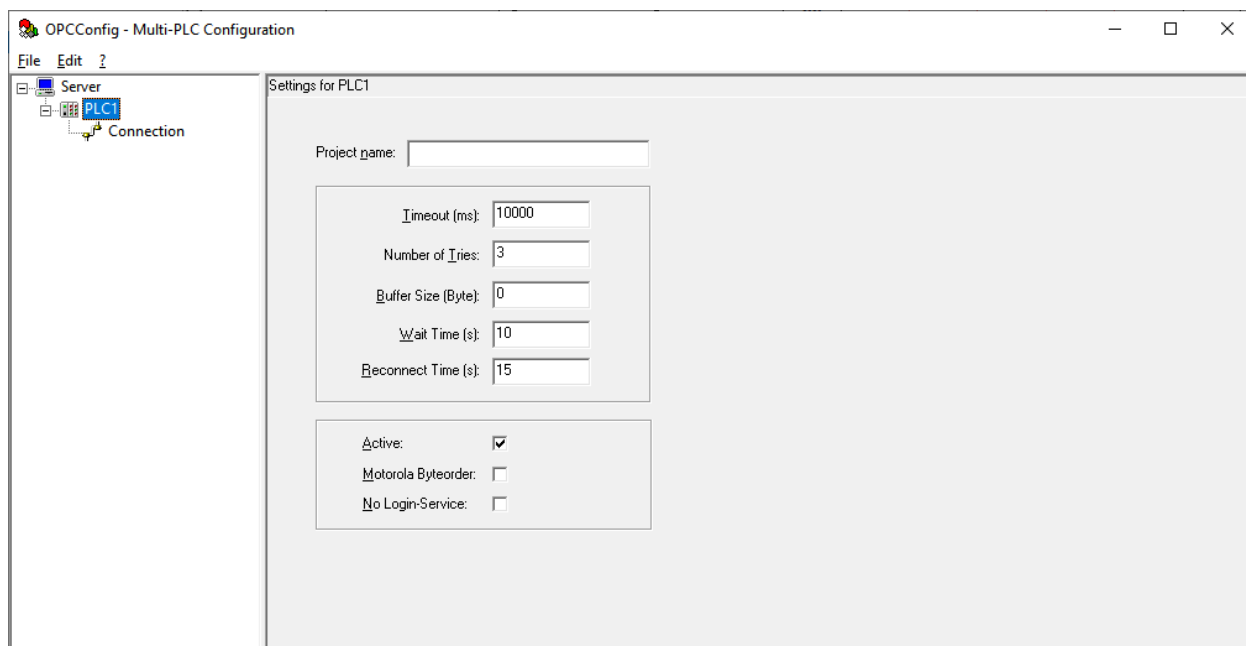 OPCConfig - Multi-PLC Configuration
File Edit ?
Server
PLC1
Connection
Settings for PLC1
Project name:
Timeout (ms): 10000
Number of Tries: 3
Buffer Size (Byte): 0
Wait Time (s): 10
Reconnect Time (s): 15
Active:
Motorola Byteorder:
No Login-Service: